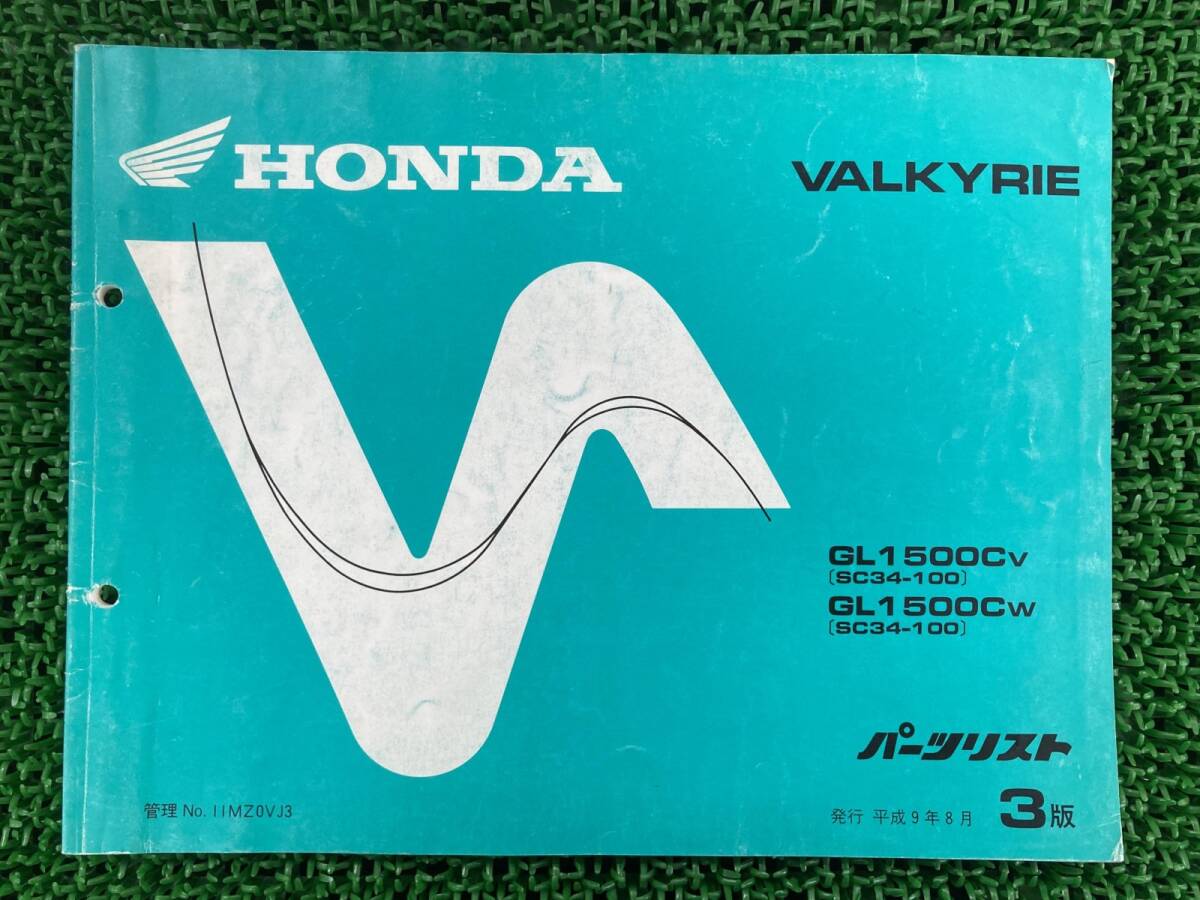 HONDA
VALKYRIE
GL1500CV
[SC34-100]
GL1500CW
[SC34-100]
パーツリスト
管理 No. 11MZ0VJ3
発行 平成9年8月 3版